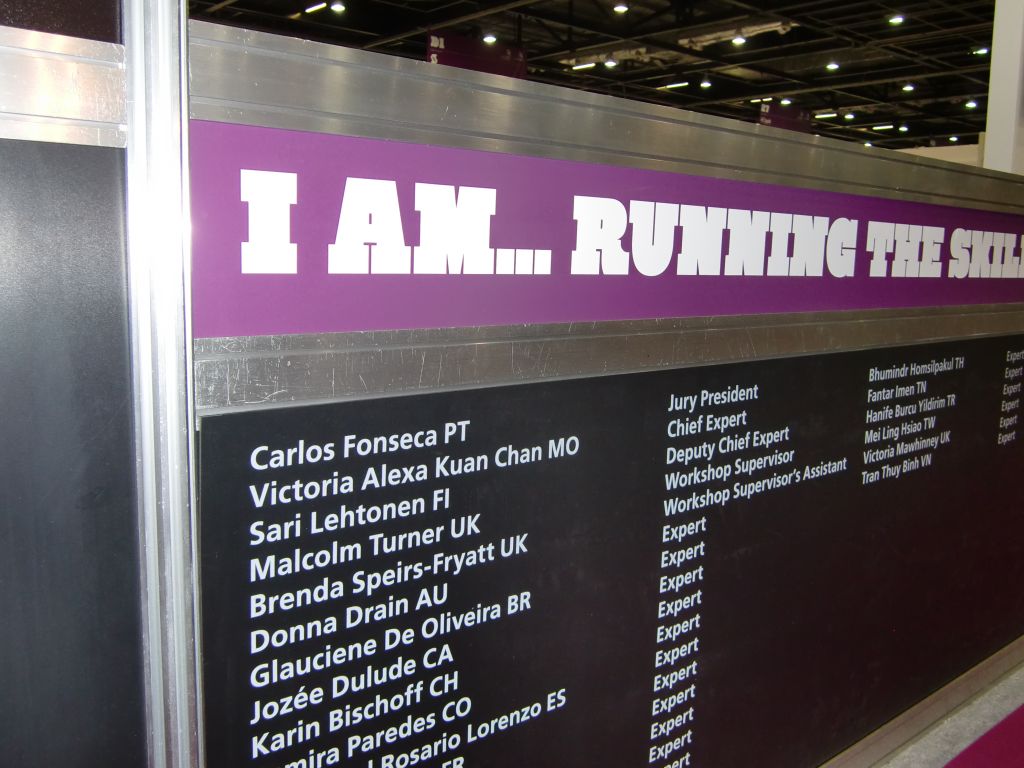 I AM... RUNNING THE SKILL
Carlos Fonseca PT
Victoria Alexa Kuan Chan MO
Sari Lehtonen FI
Malcolm Turner UK
Brenda Speirs-Fryatt UK
Donna Drain AU
Glauciene De Oliveira BR
Jozée Dulude CA
Karin Bischoff CH
Paredes CO
Rosario Lorenzo ES
FR
Jury President
Chief Expert
Deputy Chief Expert
Workshop Supervisor
Workshop Supervisor's Assistant
Expert
Expert
Expert
Expert
Expert
Expert
Expert
Expert
Expert
Expert
Bhumindr Homsilpakul TH
Fantar Imen TN
Hanife Burcu Yildirim TR
Mei Ling Hsiao TW
Victoria Mawhinney UK
Tran Thuy Binh VN
Expert
Expert
Expert
Expert
Expert
Expert